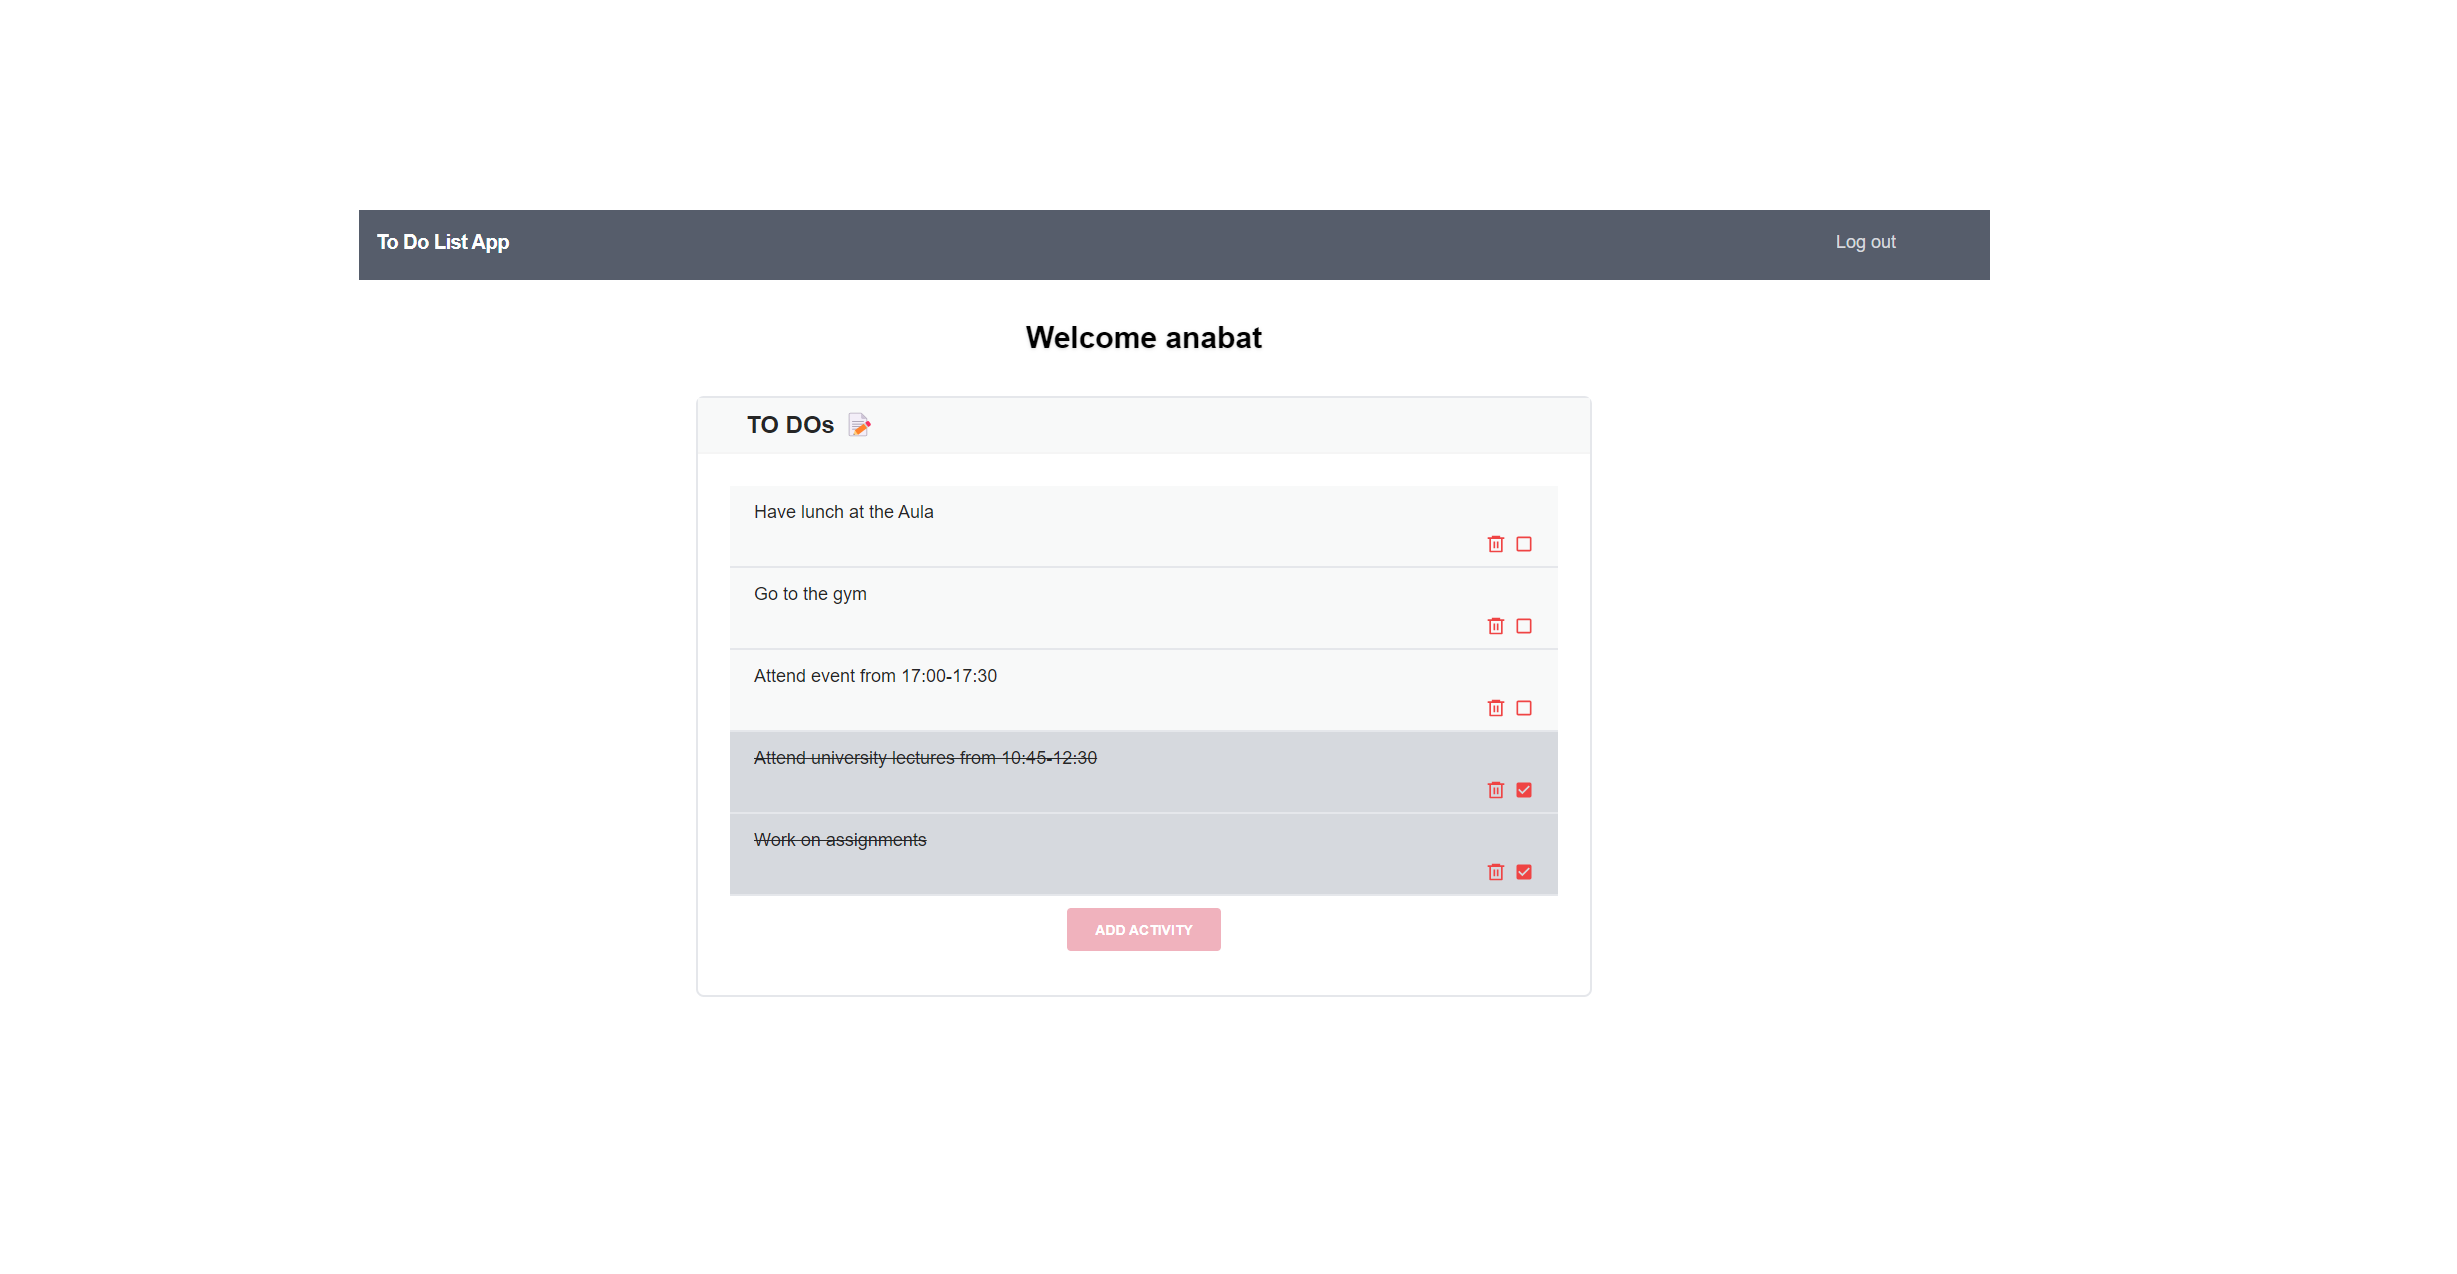 To Do List App
Log out
Welcome anabat
TO DOs
Have lunch at the Aula
Go to the gym
Attend event from 17:00-17:30
Attend university lectures from 10:45-12:30
Work on assignments
ADD ACTIVITY